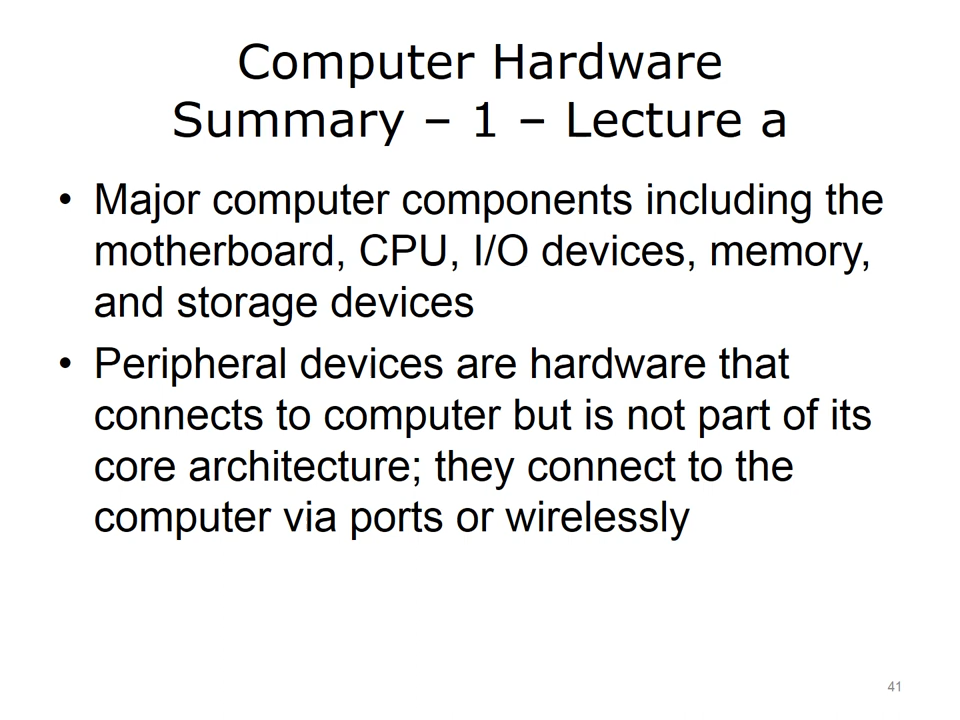 Computer Hardware
Summary – 1 – Lecture a
• Major computer components including the
motherboard, CPU, I/O devices, memory,
and storage devices
• Peripheral devices are hardware that
connects to computer but is not part of its
core architecture; they connect to the
computer via ports or wirelessly
41